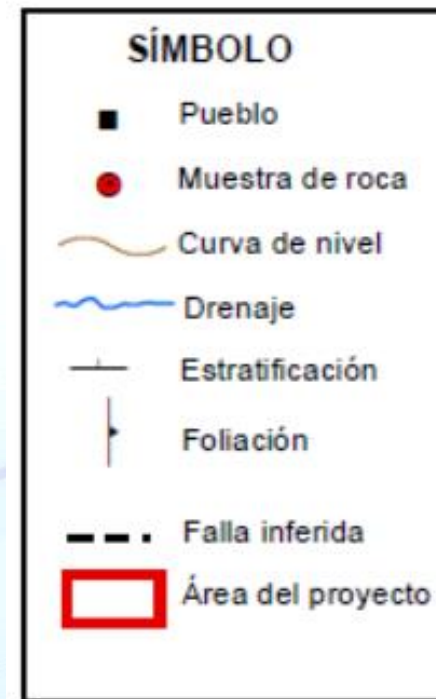 SÍMBOLO
Pueblo
Muestra de roca
Curva de nivel
Drenaje
Estratificación
Foliación
Falla inferida
Área del proyecto